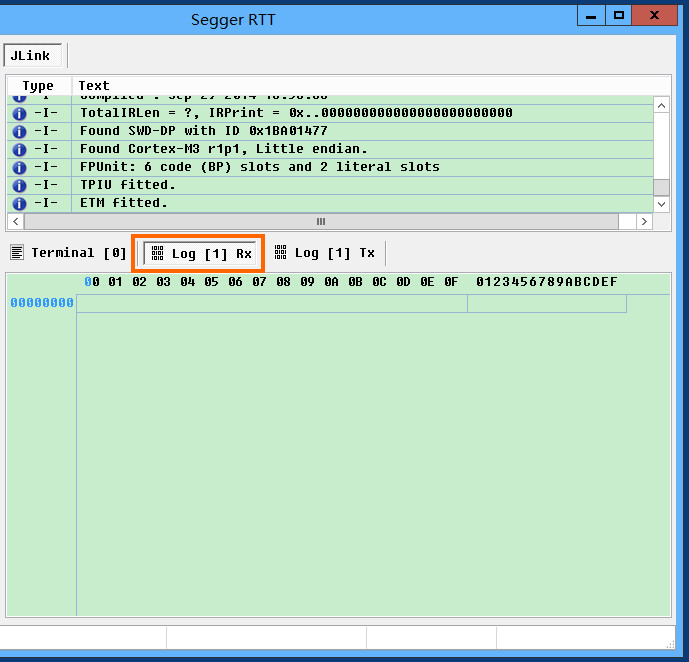 Segger RTT
JLink
Type Text
-I- TotalIRLen = ?, IRPrint = 0x..000000000000000000000000
-I- Found SWD-DP with ID 0x1BA01477
-I- Found Cortex-M3 r1p1, Little endian.
-I- FPUnit: 6 code (BP) slots and 2 literal slots
-I- TPIU fitted.
-I- ETM fitted.
Terminal [0] Log [1] Rx Log [1] Tx
00 01 02 03 04 05 06 07 08 09 0A 0B 0C 0D 0E 0F 0123456789ABCDEF
00000000